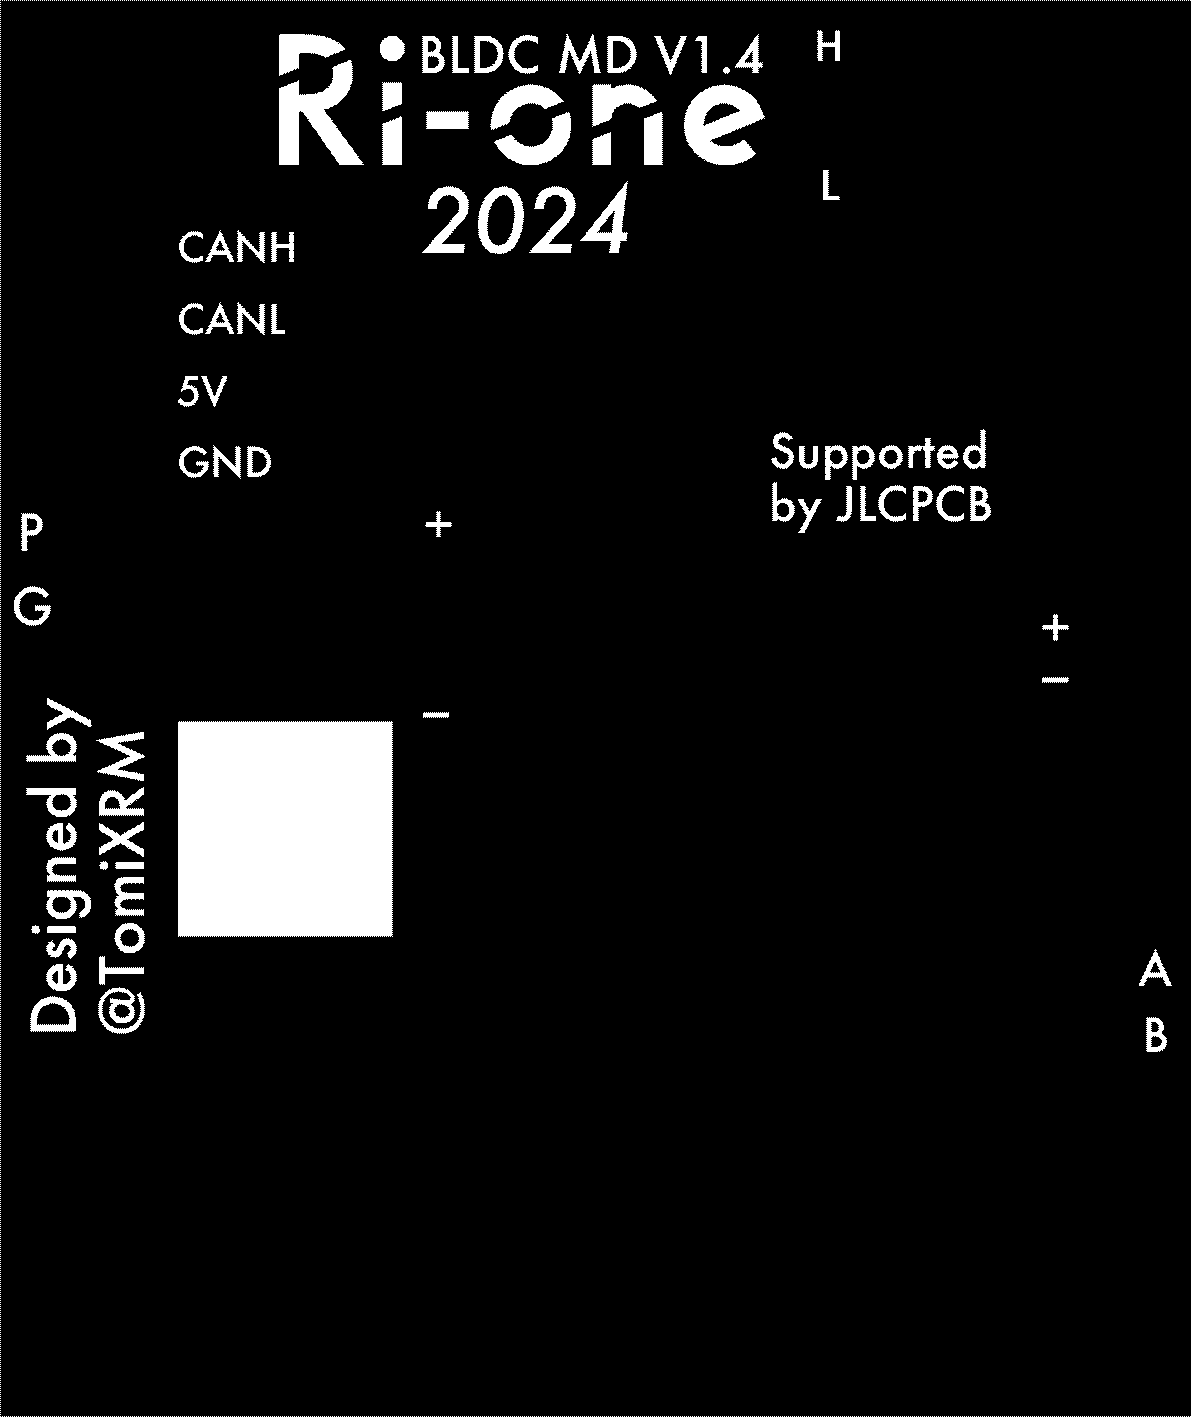 BLDC MD V1.4
H
Ri-one
L
2024
CANH
CANL
5V
GND
Supported
by JLCPCB
P
+
G
+
−
−
Designed by
@TomiXRM
A
B